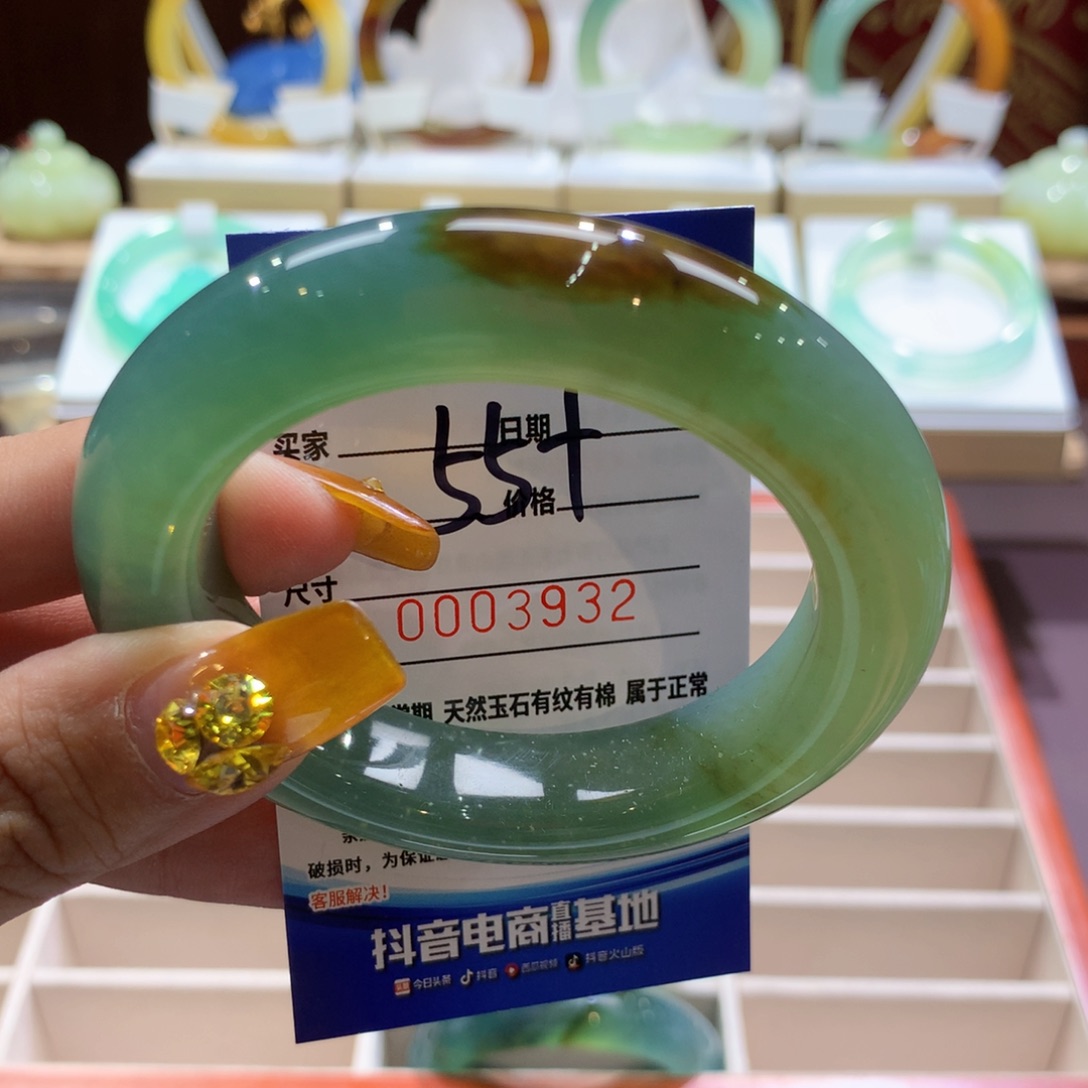 买家 日期
55+
价格
尺寸
0003932
天然玉石有纹有棉 属于正常
破损时，为保证
客服解决！
抖音电商直播基地
今日头条 抖音 西瓜视频 抖音火山版